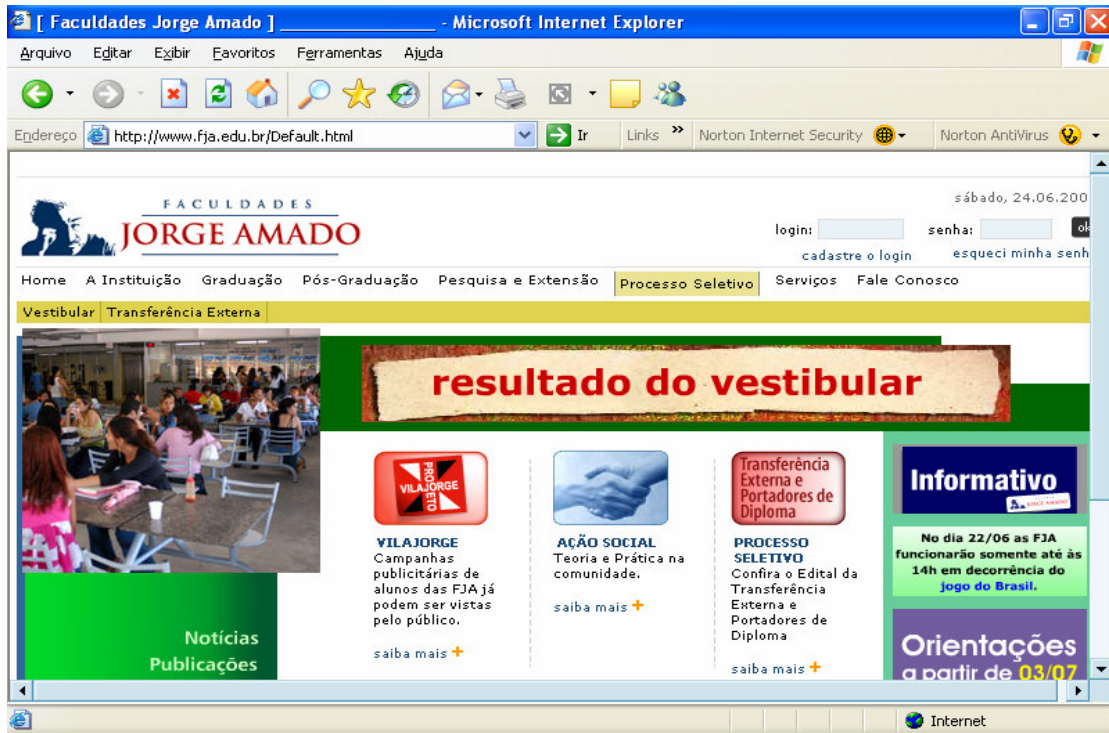 [ Faculdades Jorge Amado ] ________________ - Microsoft Internet Explorer
Arquivo Editar Exibir Favoritos Ferramentas Ajuda
Endereço http://www.fja.edu.br/Default.html Ir Links » Norton Internet Security Norton AntiVirus
sábado, 24.06.200
FACULDADES
JORGE AMADO
login: senha: ok
cadastre o login esqueci minha senh
Home A Instituição Graduação Pós-Graduação Pesquisa e Extensão Processo Seletivo Serviços Fale Conosco
Vestibular Transferência Externa
resultado do vestibular
PROJETO
VILAJORGE
VILAJORGE
Campanhas
publicitárias de
alunos das FJA já
podem ser vistas
pelo público.
saiba mais +
AÇÃO SOCIAL
Teoria e Prática na
comunidade.
saiba mais +
Transferência
Externa e
Portadores de
Diploma
PROCESSO
SELETIVO
Confira o Edital da
Transferência
Externa e
Portadores de
Diploma
saiba mais +
Informativo
JORGE AMADO
No dia 22/06 as FJA
funcionarão somente até às
14h em decorrência do
jogo do Brasil.
Orientações
a partir de 03/07
Notícias
Publicações
Internet